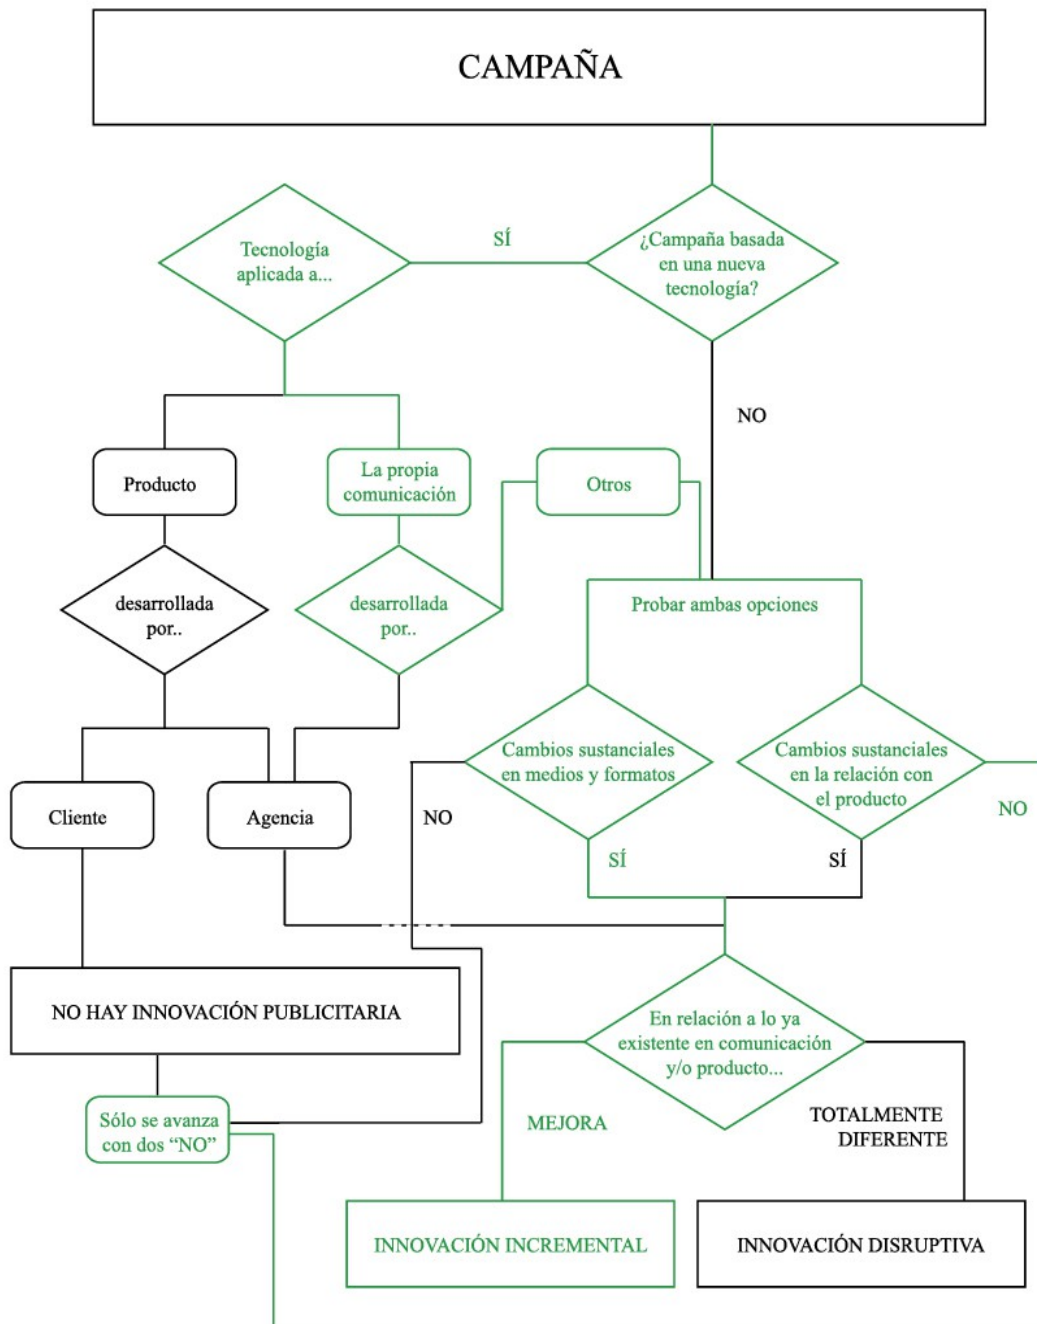 CAMPAÑA
Tecnología
aplicada a...
SÍ
¿Campaña basada
en una nueva
tecnología?
NO
Producto
La propia
comunicación
Otros
desarrollada
por..
desarrollada
por..
Probar ambas opciones
Cambios sustanciales
en medios y formatos
Cambios sustanciales
en la relación con
el producto
Cliente
Agencia
NO
NO
SÍ
SÍ
NO HAY INNOVACIÓN PUBLICITARIA
En relación a lo ya
existente en comunicación
y/o producto...
Sólo se avanza
con dos “NO”
MEJORA
TOTALMENTE
DIFERENTE
INNOVACIÓN INCREMENTAL
INNOVACIÓN DISRUPTIVA